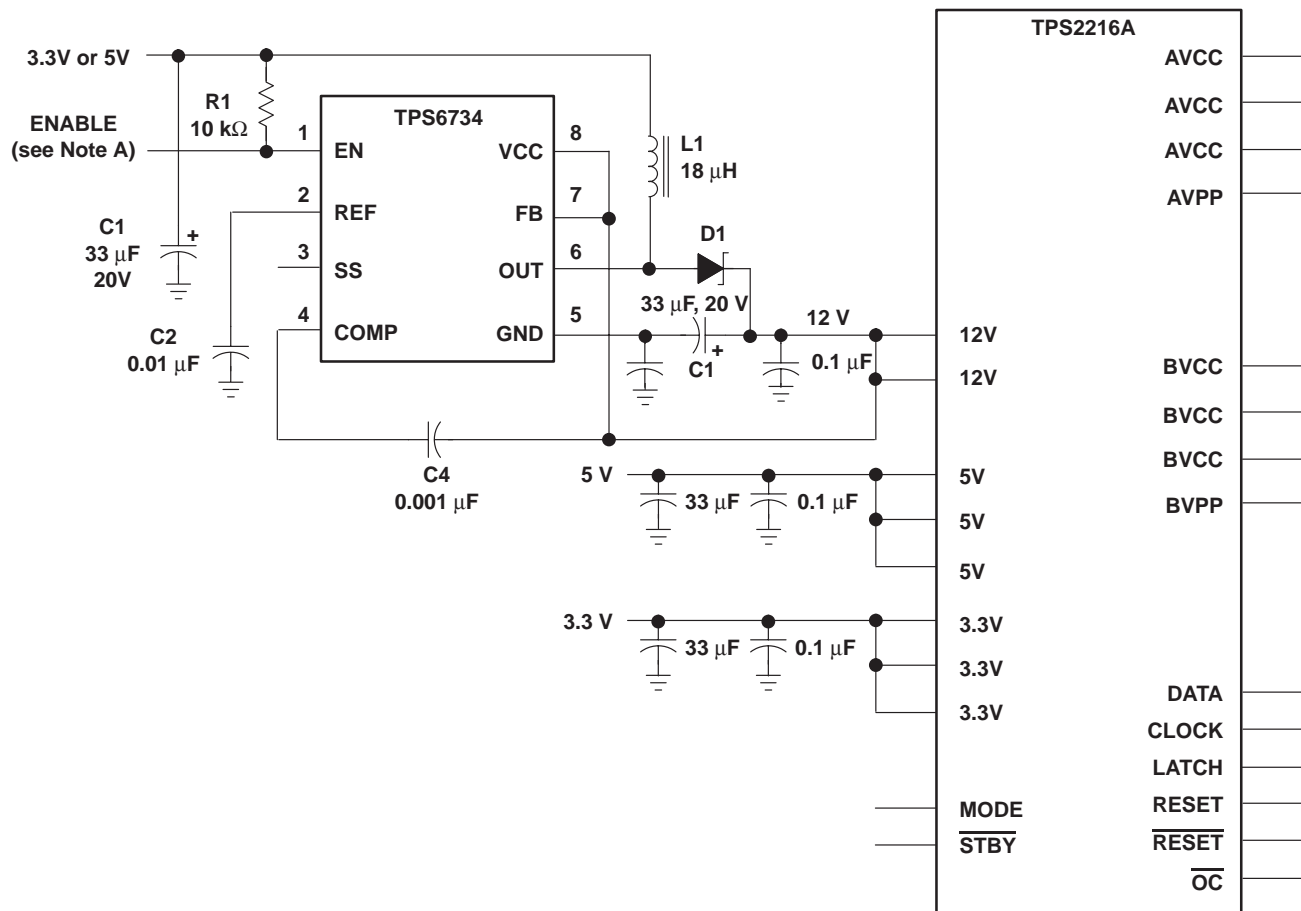 TPS2216A
3.3V or 5V
R1
10 kΩ
ENABLE
(see Note A)
TPS6734
1
EN
2
REF
3
SS
4
COMP
8
VCC
7
FB
6
OUT
5
GND
C1
33 μF
20V
+
C2
0.01 μF
L1
18 μH
D1
33 μF, 20 V
C1
+
12 V
0.1 μF
C4
0.001 μF
5 V
33 μF
0.1 μF
3.3 V
33 μF
0.1 μF
12V
12V
5V
5V
5V
3.3V
3.3V
3.3V
MODE
STBY
AVCC
AVCC
AVCC
AVPP
BVCC
BVCC
BVCC
BVPP
DATA
CLOCK
LATCH
RESET
RESET
OC